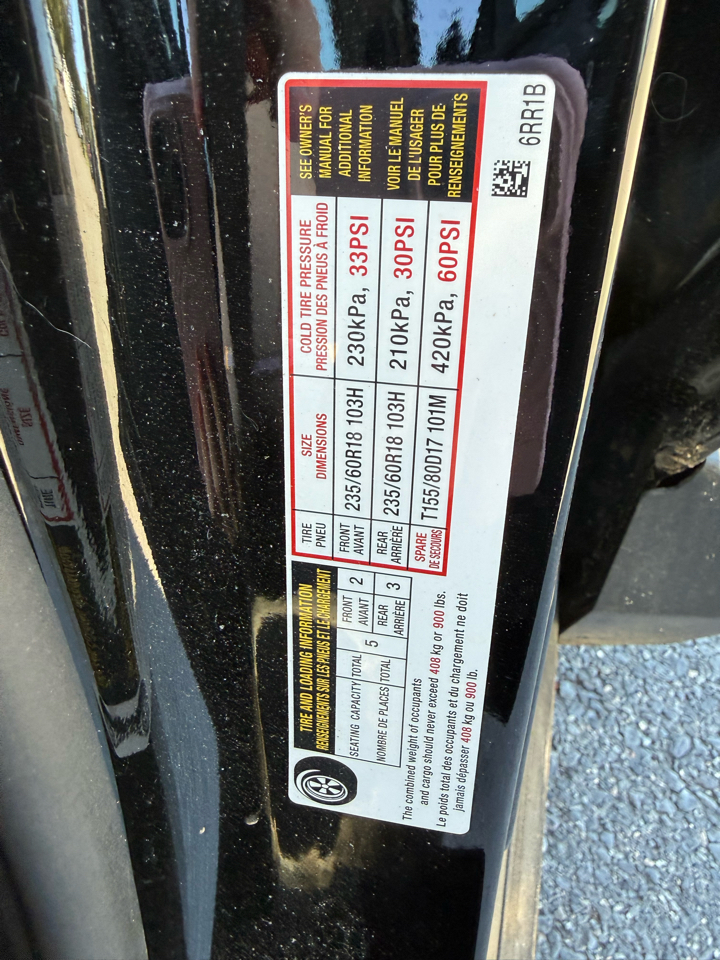 TIRE AND LOADING INFORMATION
RENSEIGNEMENTS SUR LES PNEUS ET LE CHARGEMENT
SEATING CAPACITY
NOMBRE DE PLACES
TOTAL
TOTAL
5
FRONT
AVANT
2
REAR
ARRIÈRE
3
The combined weight of occupants
and cargo should never exceed 408 kg or 900 lbs.
Le poids total des occupants et du chargement ne doit
jamais dépasser 408 kg ou 900 lb.
TIRE
PNEU
SIZE
DIMENSIONS
COLD TIRE PRESSURE
PRESSION DES PNEUS À FROID
FRONT
AVANT
235/60R18 103H
230kPa, 33PSI
REAR
ARRIÈRE
235/60R18 103H
210kPa, 30PSI
SPARE
DE SECOURS
T155/80D17 101M
420kPa, 60PSI
SEE OWNER'S
MANUAL FOR
ADDITIONAL
INFORMATION
VOIR LE MANUEL
DE L'USAGER
POUR PLUS DE
RENSEIGNEMENTS
6RR1B